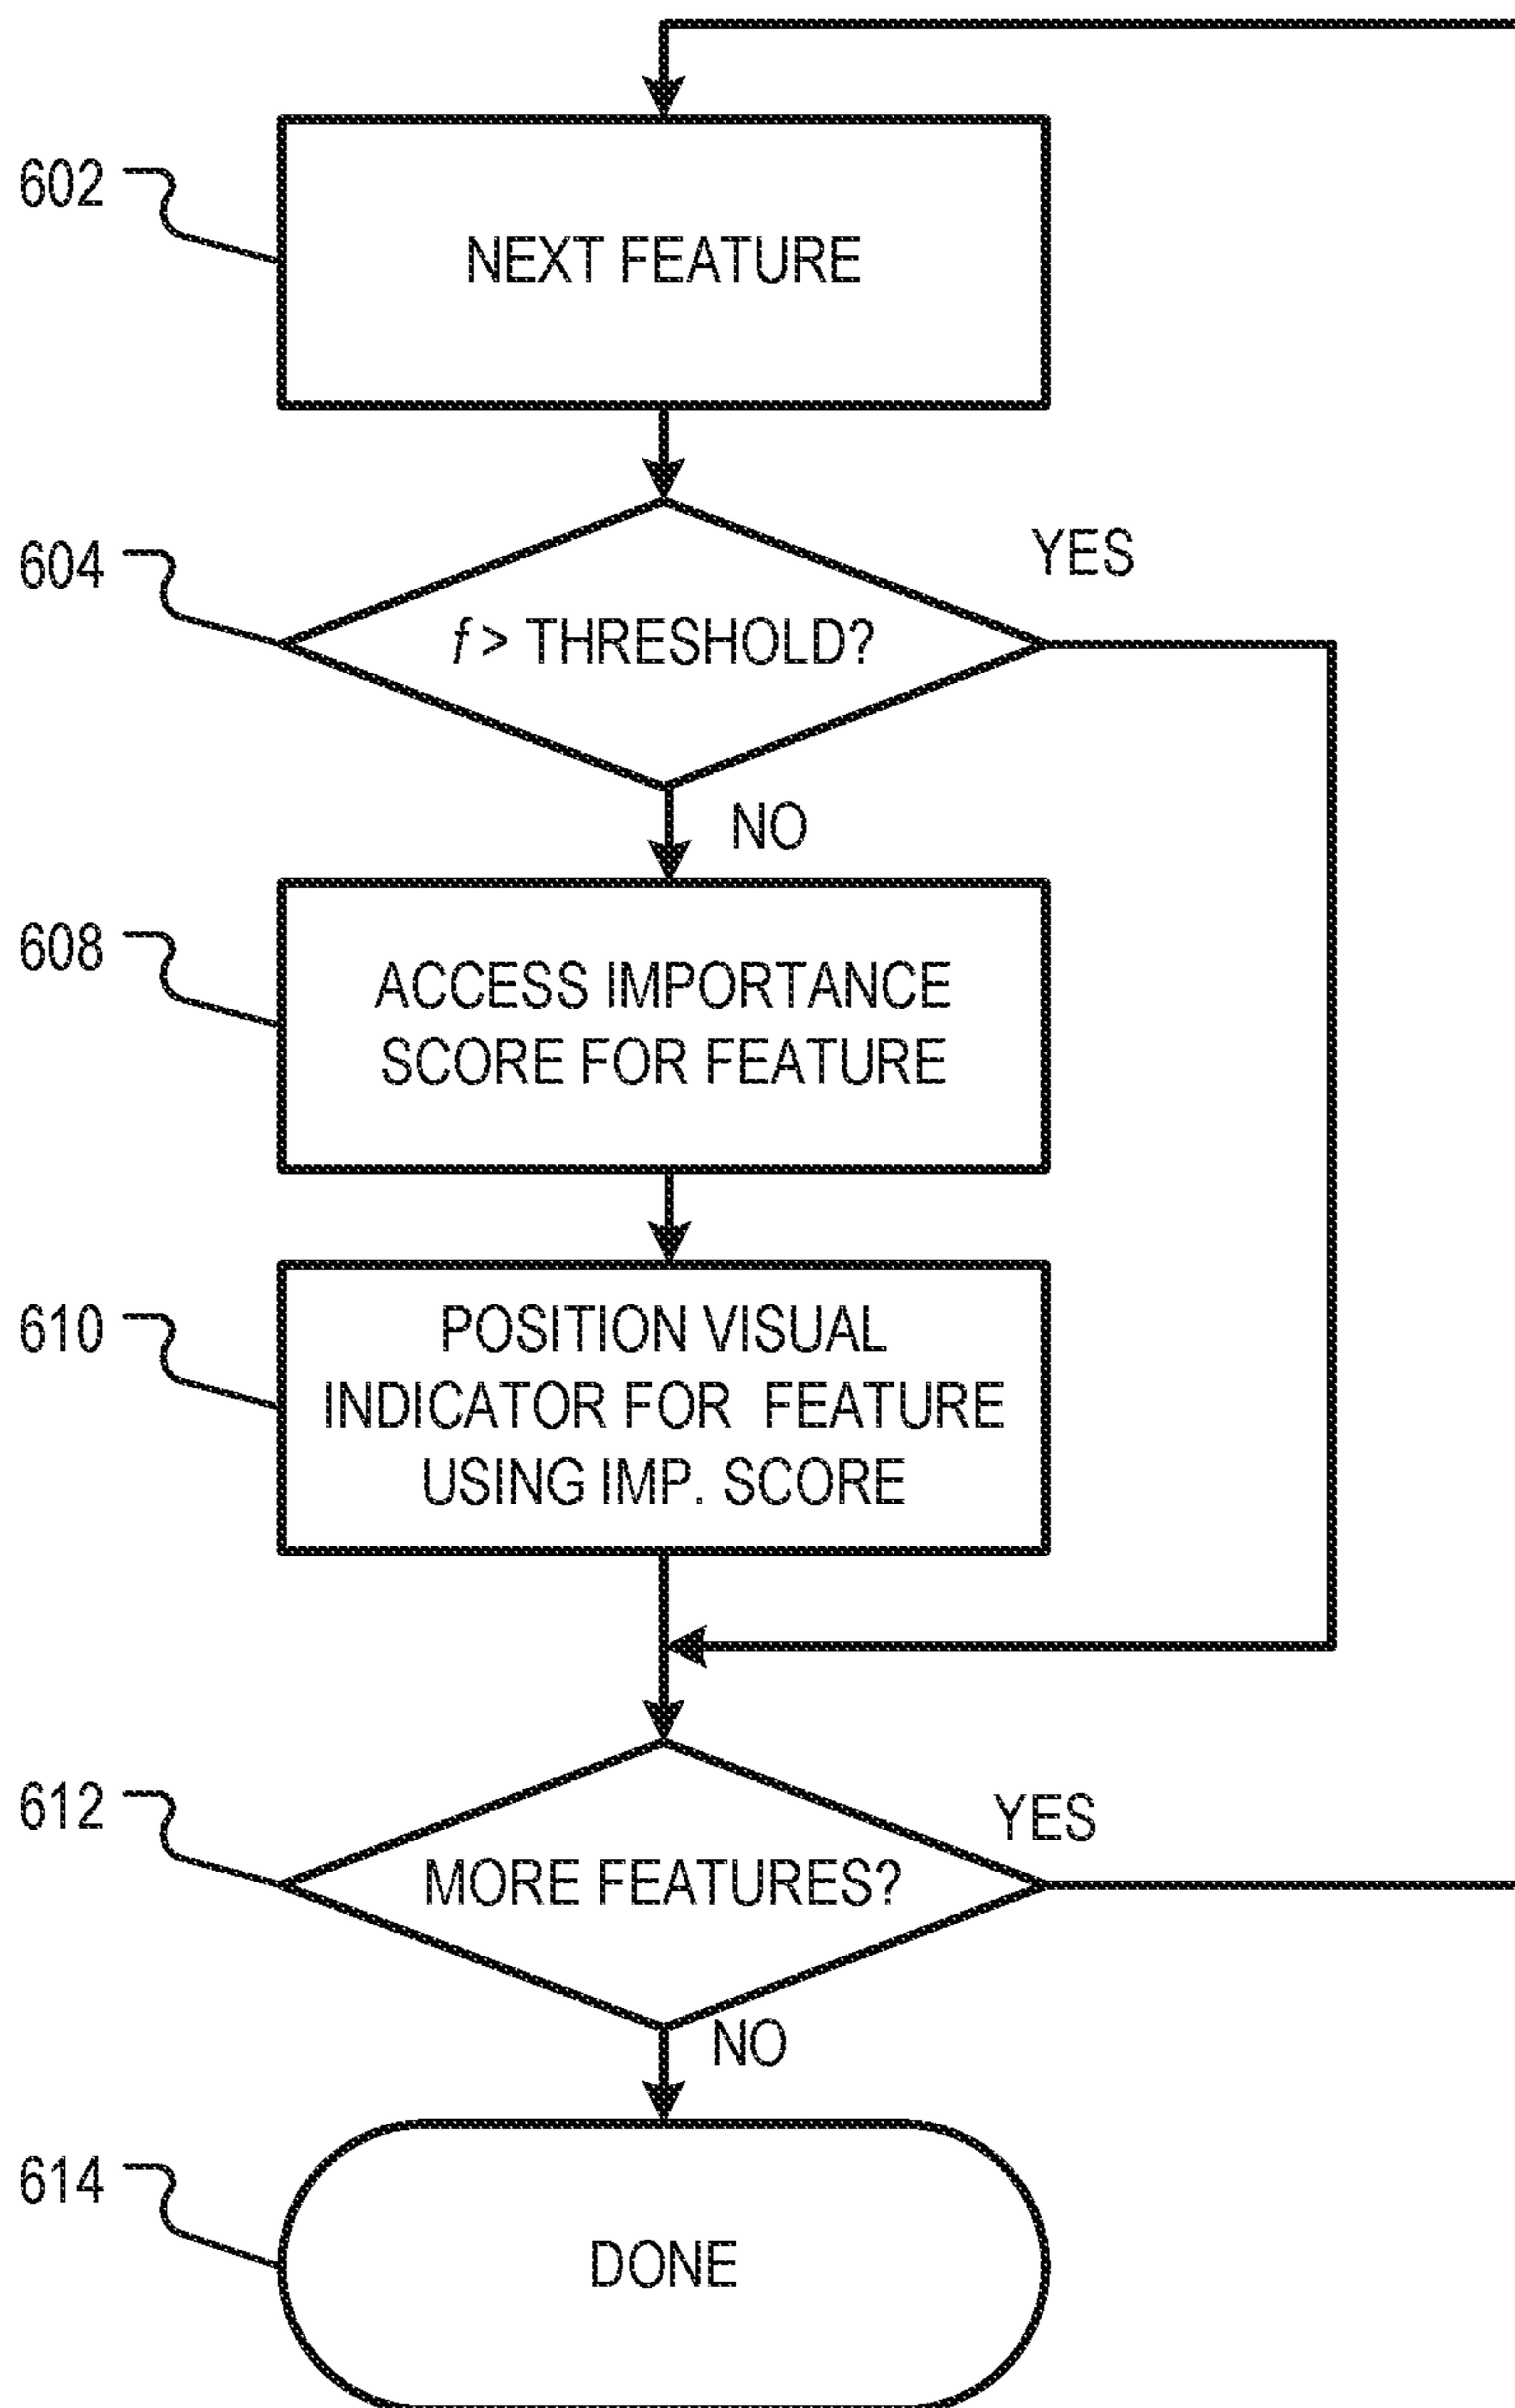 602
NEXT FEATURE
604
f > THRESHOLD?
YES
NO
608
ACCESS IMPORTANCE
SCORE FOR FEATURE
610
POSITION VISUAL
INDICATOR FOR FEATURE
USING IMP. SCORE
612
MORE FEATURES?
YES
NO
614
DONE